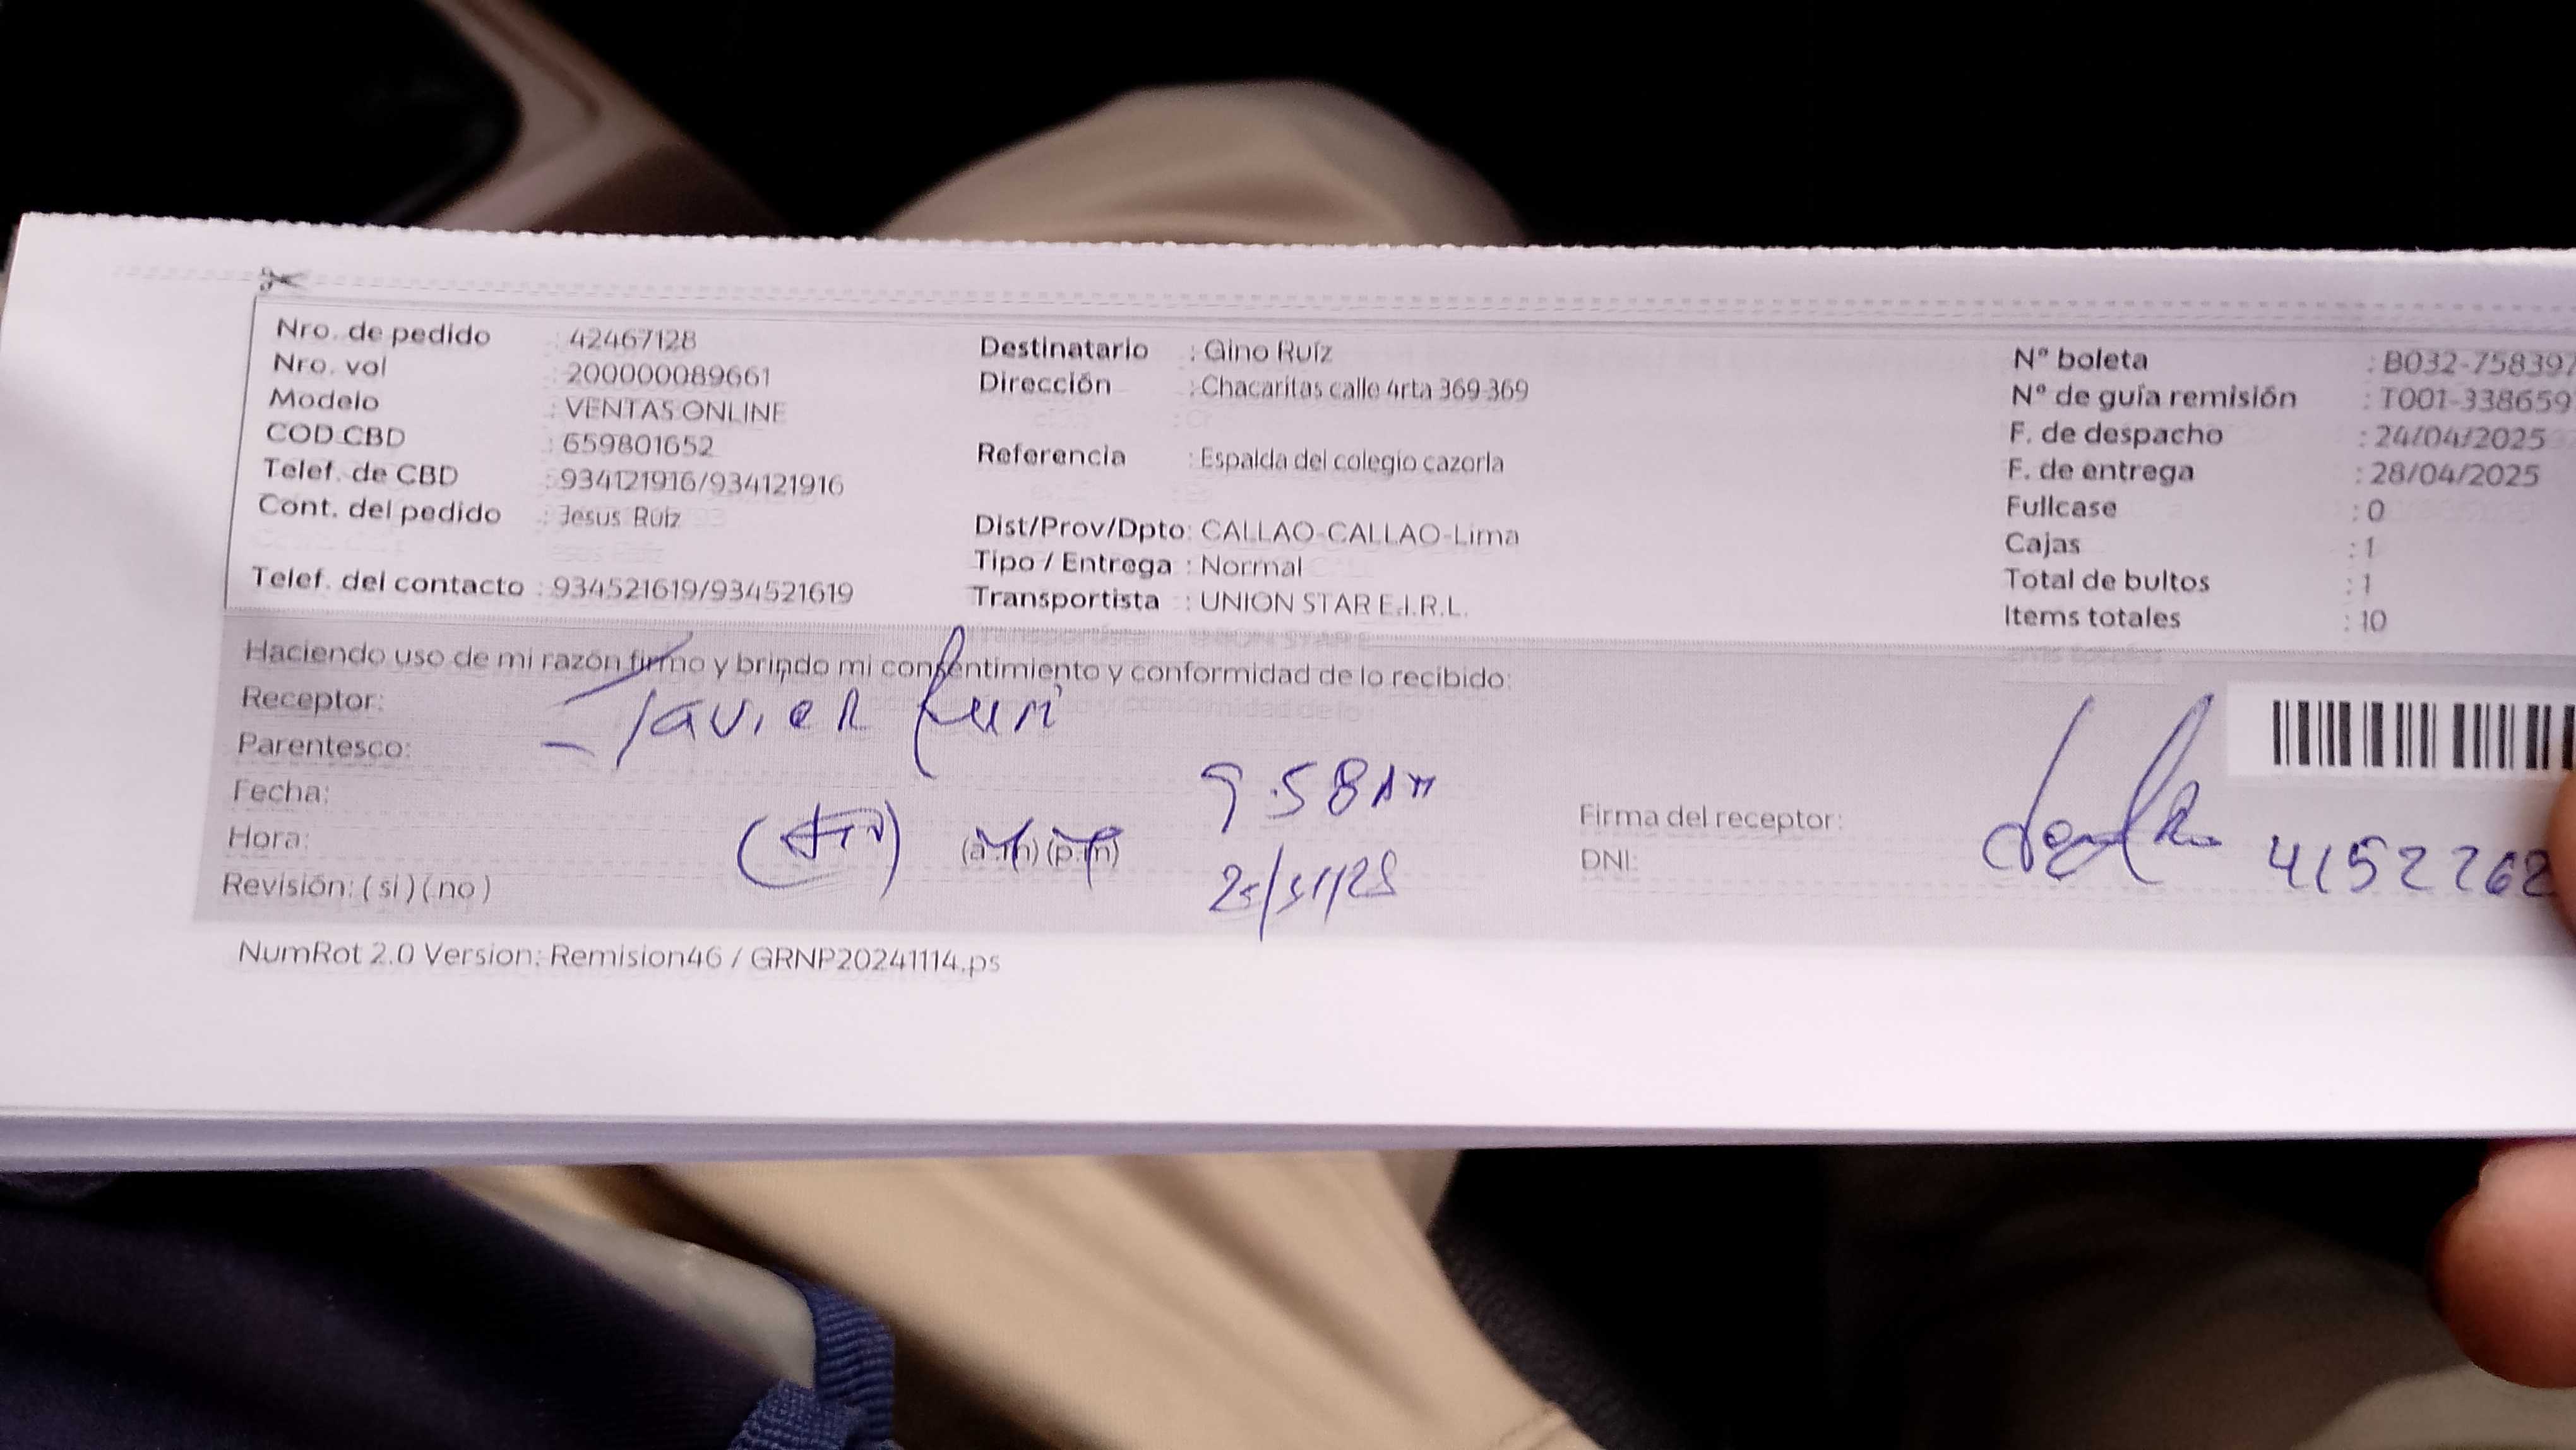 Nro. de pedido : 42467128
Nro. vol : 200000089661
Modelo : VENTAS ONLINE
COD CBD : 659801652
Telef. de CBD : 934121916/934121916
Cont. del pedido : Jesus Ruiz
Telef. del contacto : 934521619/934521619
Destinatario : Gino Ruíz
Dirección : Chacaritas calle 4rta 369 369
Referencia : Espalda del colegio cazorla
Dist/Prov/Dpto: CALLAO-CALLAO-Lima
Tipo / Entrega : Normal
Transportista : UNION STAR E.I.R.L.
N° boleta : B032-758397
N° de guía remisión : T001-338659
F. de despacho : 24/04/2025
F. de entrega : 28/04/2025
Fullcase : 0
Cajas : 1
Total de bultos : 1
Items totales : 10
Haciendo uso de mi razón firmo y brindo mi consentimiento y conformidad de lo recibido:
Receptor: Javier
Parentesco:
Fecha: 9.58 AM
Hora: (a.m) (p.m)
Revisión: ( si ) ( no )
Firma del receptor:
DNI: 41522262
NumRot 2.0 Version: Remision46 / GRNP20241114.ps